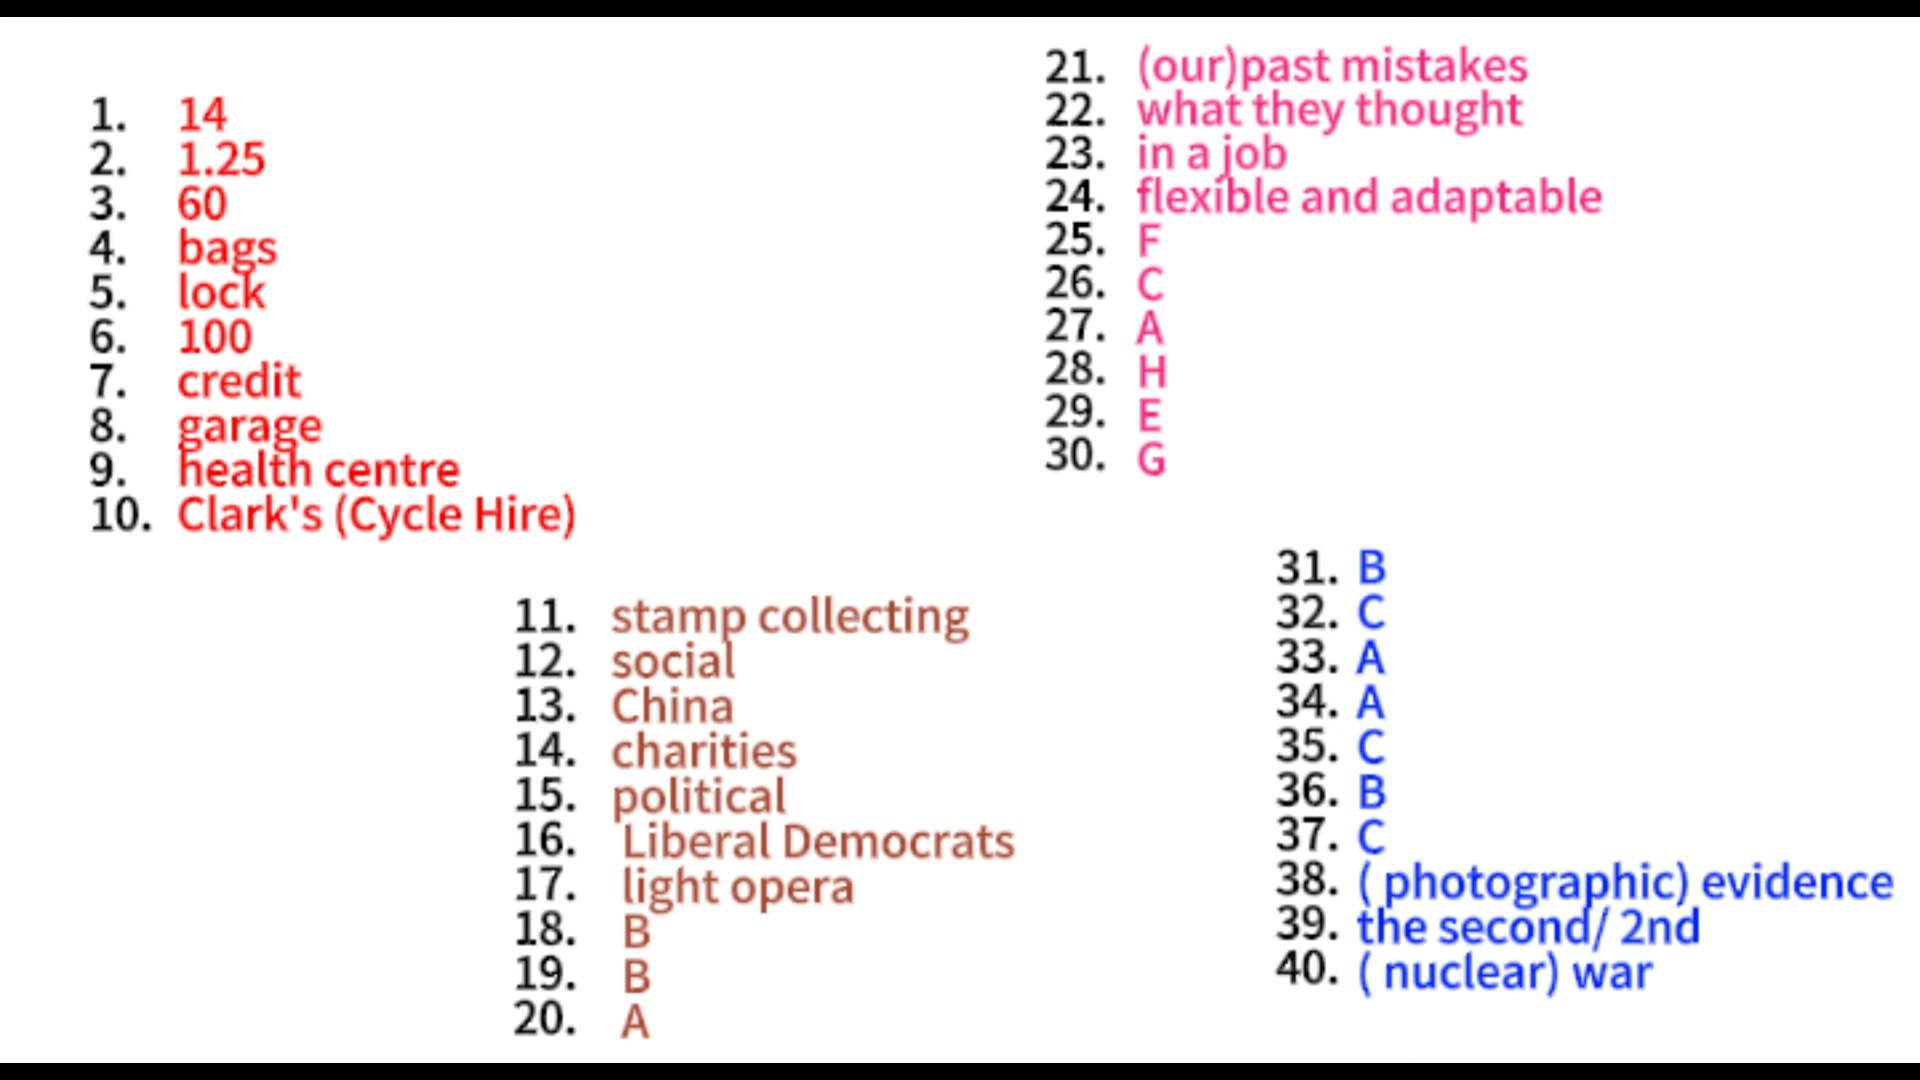 1. 14
2. 1.25
3. 60
4. bags
5. lock
6. 100
7. credit
8. garage
9. health centre
10. Clark's (Cycle Hire)
11. stamp collecting
12. social
13. China
14. charities
15. political
16. Liberal Democrats
17. light opera
18. B
19. B
20. A
21. (our)past mistakes
22. what they thought
23. in a job
24. flexible and adaptable
25. F
26. C
27. A
28. H
29. E
30. G
31. B
32. C
33. A
34. A
35. C
36. B
37. C
38. ( photographic) evidence
39. the second/ 2nd
40. ( nuclear) war